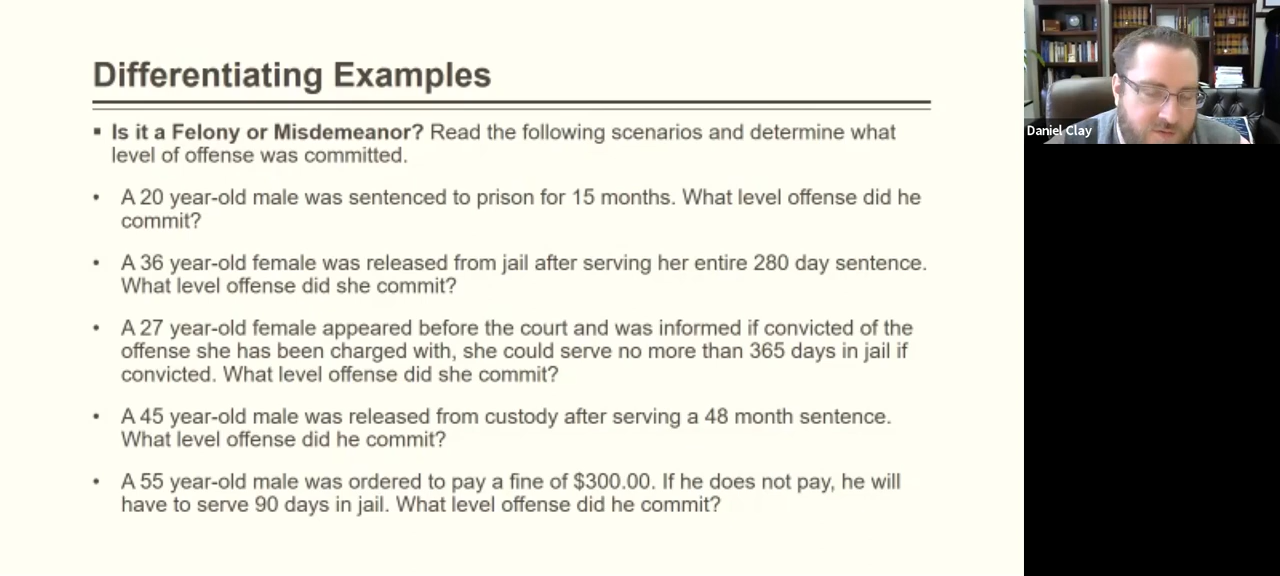 Differentiating Examples
▪ Is it a Felony or Misdemeanor? Read the following scenarios and determine what
level of offense was committed.
• A 20 year-old male was sentenced to prison for 15 months. What level offense did he
commit?
• A 36 year-old female was released from jail after serving her entire 280 day sentence.
What level offense did she commit?
• A 27 year-old female appeared before the court and was informed if convicted of the
offense she has been charged with, she could serve no more than 365 days in jail if
convicted. What level offense did she commit?
• A 45 year-old male was released from custody after serving a 48 month sentence.
What level offense did he commit?
• A 55 year-old male was ordered to pay a fine of $300.00. If he does not pay, he will
have to serve 90 days in jail. What level offense did he commit?
Daniel Clay